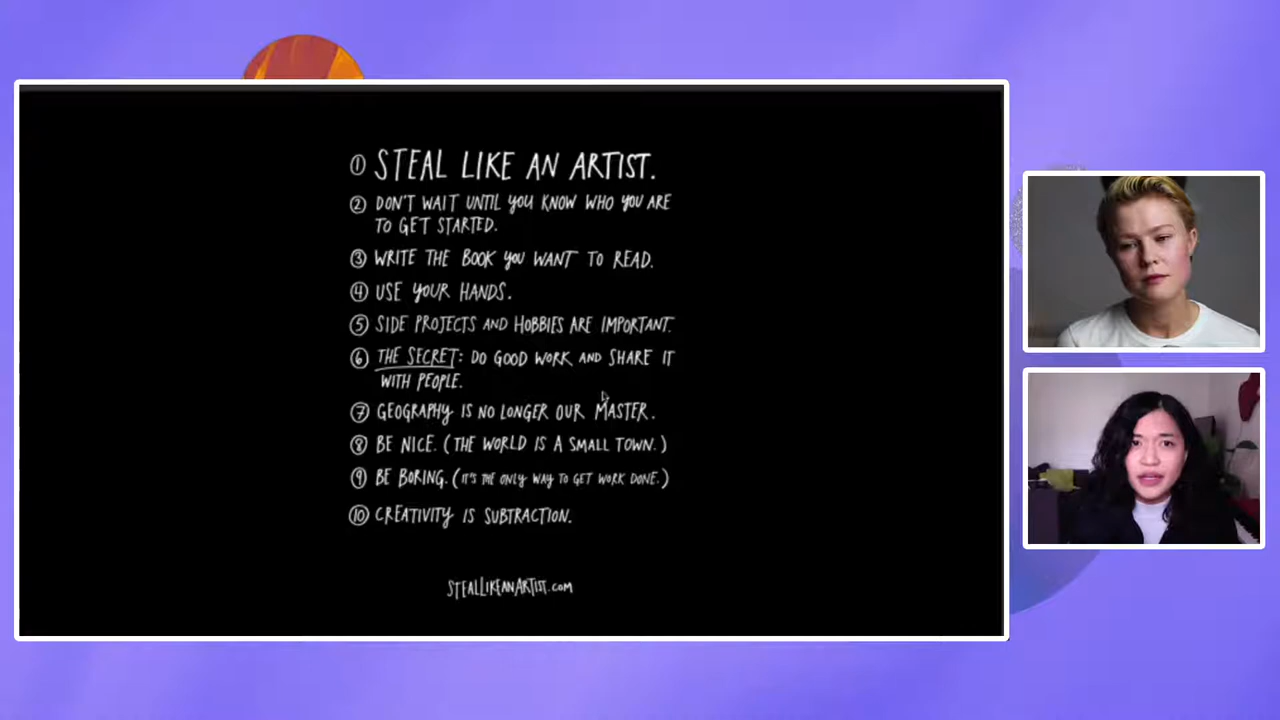 ① STEAL LIKE AN ARTIST.
② DON'T WAIT UNTIL YOU KNOW WHO YOU ARE
TO GET STARTED.
③ WRITE THE BOOK YOU WANT TO READ.
④ USE YOUR HANDS.
⑤ SIDE PROJECTS AND HOBBIES ARE IMPORTANT.
⑥ THE SECRET: DO GOOD WORK AND SHARE IT
WITH PEOPLE.
⑦ GEOGRAPHY IS NO LONGER OUR MASTER.
⑧ BE NICE. (THE WORLD IS A SMALL TOWN.)
⑨ BE BORING. (IT'S THE ONLY WAY TO GET WORK DONE.)
⑩ CREATIVITY IS SUBTRACTION.
STEALLIKEANARTIST.COM